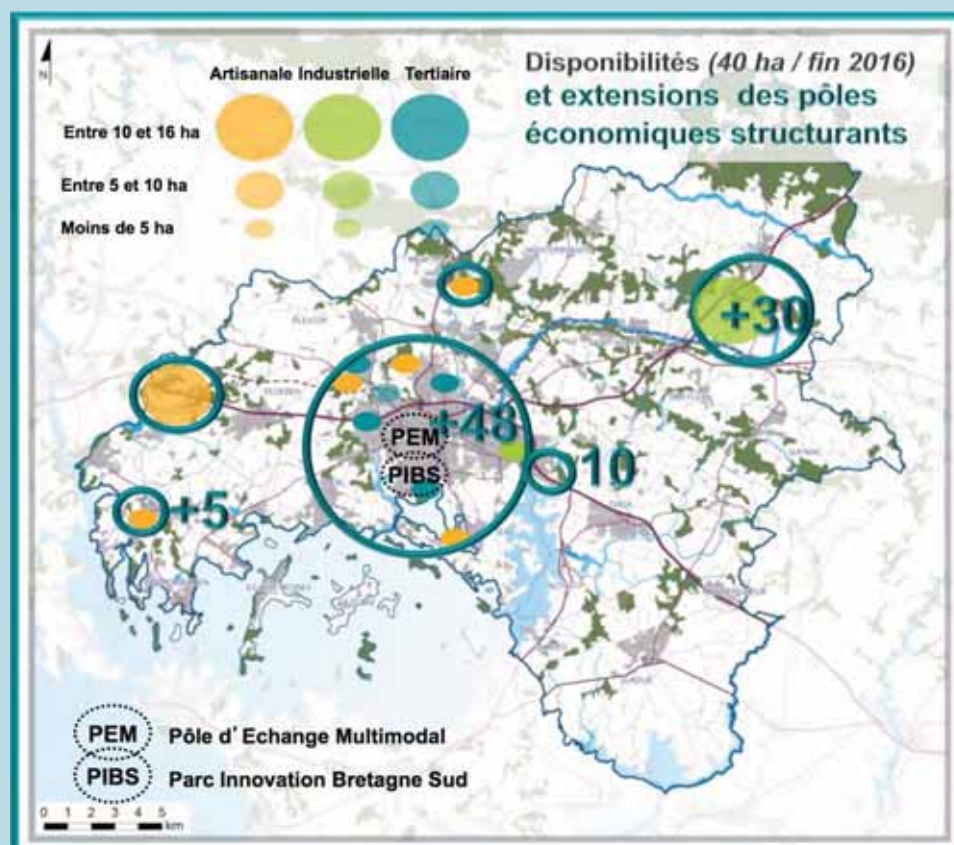 Disponibilités (40 ha / fin 2016)
et extensions des pôles
économiques structurants
N
Artisanale Industrielle Tertiaire
Entre 10 et 16 ha
Entre 5 et 10 ha
Moins de 5 ha
+30
+48
PEM
PIBS
10
+5
PEM Pôle d'Echange Multimodal
PIBS Parc Innovation Bretagne Sud
0 1 2 3 4 5
km